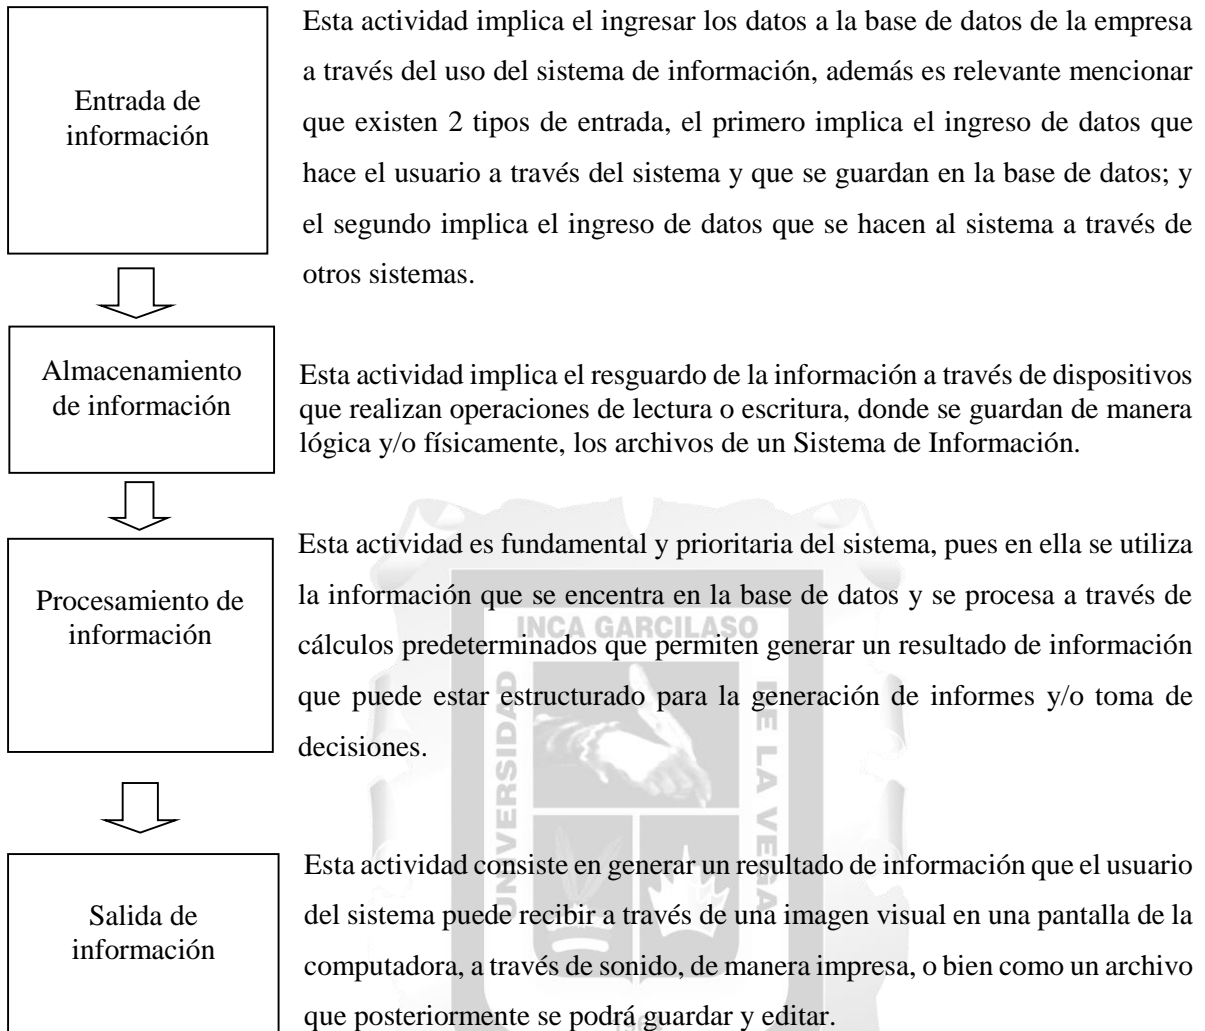 Entrada de
información
Esta actividad implica el ingresar los datos a la base de datos de la empresa
a través del uso del sistema de información, además es relevante mencionar
que existen 2 tipos de entrada, el primero implica el ingreso de datos que
hace el usuario a través del sistema y que se guardan en la base de datos; y
el segundo implica el ingreso de datos que se hacen al sistema a través de
otros sistemas.
Almacenamiento
de información
Esta actividad implica el resguardo de la información a través de dispositivos
que realizan operaciones de lectura o escritura, donde se guardan de manera
lógica y/o físicamente, los archivos de un Sistema de Información.
Procesamiento de
información
Esta actividad es fundamental y prioritaria del sistema, pues en ella se utiliza
la información que se encentra en la base de datos y se procesa a través de
cálculos predeterminados que permiten generar un resultado de información
que puede estar estructurado para la generación de informes y/o toma de
decisiones.
Salida de
información
Esta actividad consiste en generar un resultado de información que el usuario
del sistema puede recibir a través de una imagen visual en una pantalla de la
computadora, a través de sonido, de manera impresa, o bien como un archivo
que posteriormente se podrá guardar y editar.
UNIVERSIDAD
INCA GARCILASO
DE LA VEGA